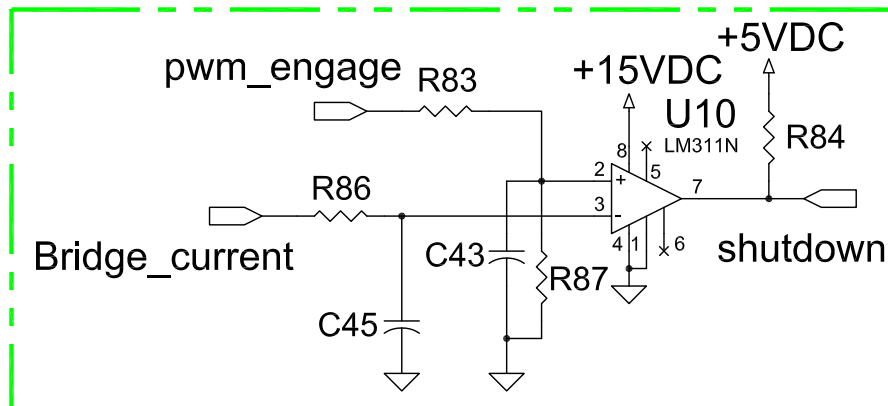 pwm_engage
R83
+15VDC
+5VDC
U10
LM311N
R84
8
5
2
+
7
R86
3
-
Bridge_current
4
1
6
shutdown
C43
R87
C45